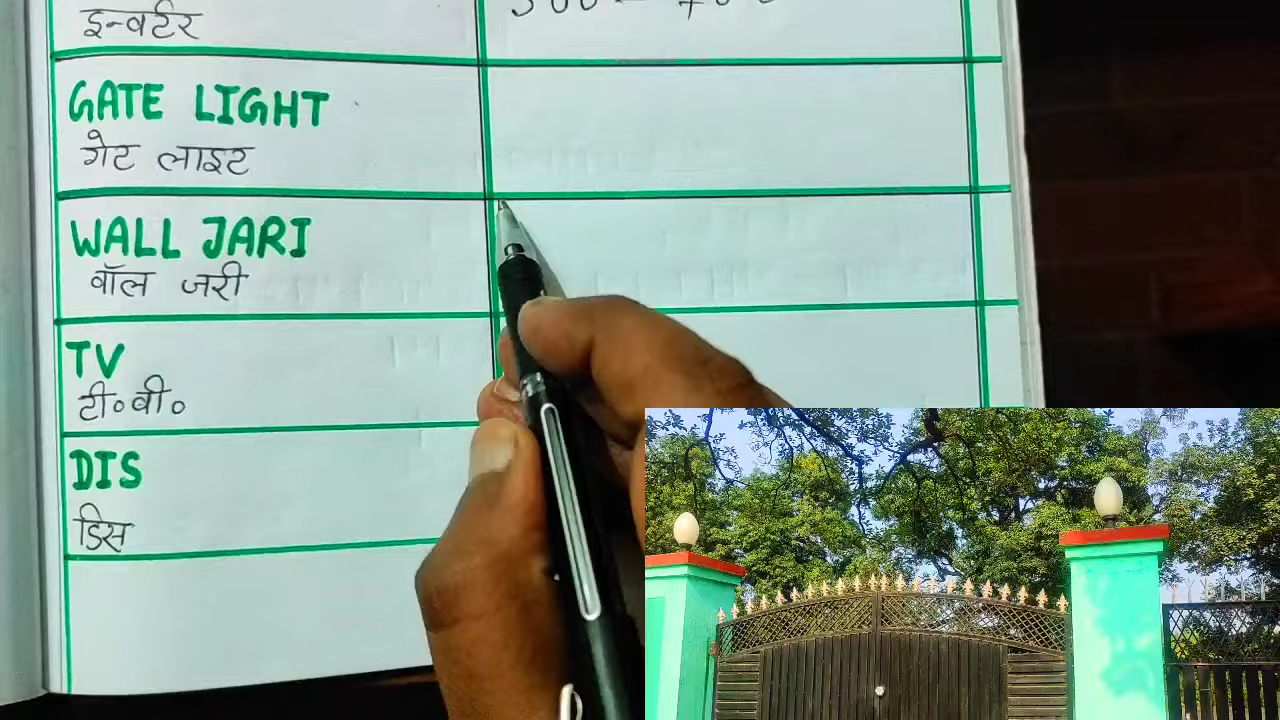 इन्वर्टर
GATE LIGHT
गेट लाइट
WALL JARI
वॉल जरी
TV
टी०वी०
DIS
डिस